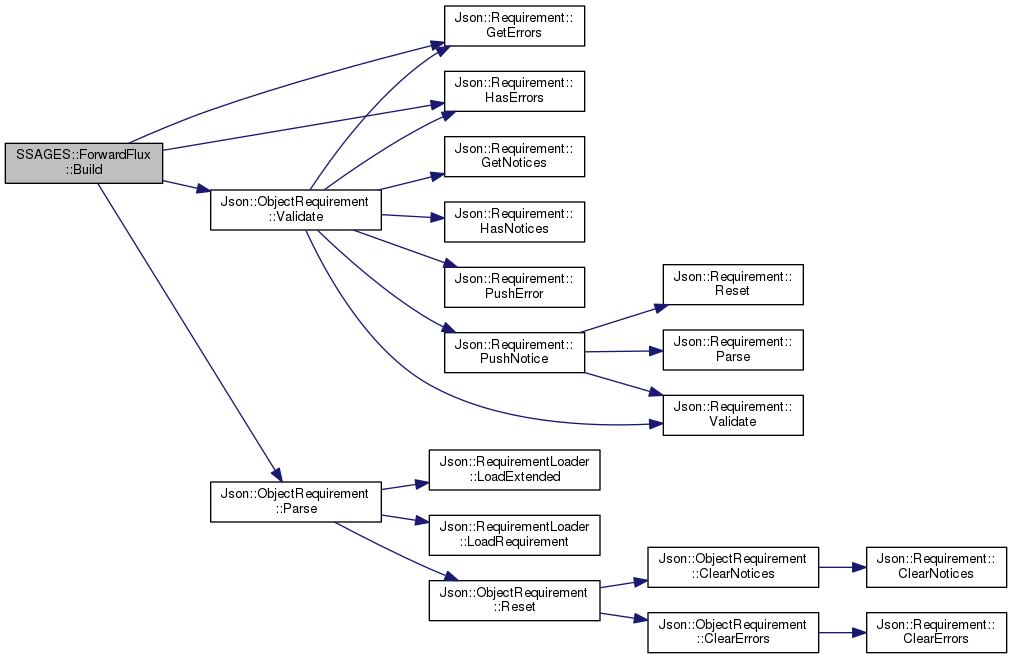 Json::Requirement::
GetErrors
Json::Requirement::
HasErrors
SSAGES::ForwardFlux
::Build
Json::Requirement::
GetNotices
Json::ObjectRequirement
::Validate
Json::Requirement::
HasNotices
Json::Requirement::
PushError
Json::Requirement::
Reset
Json::Requirement::
PushNotice
Json::Requirement::
Parse
Json::Requirement::
Validate
Json::RequirementLoader
::LoadExtended
Json::ObjectRequirement
::Parse
Json::RequirementLoader
::LoadRequirement
Json::ObjectRequirement
::Reset
Json::ObjectRequirement
::ClearNotices
Json::Requirement::
ClearNotices
Json::ObjectRequirement
::ClearErrors
Json::Requirement::
ClearErrors